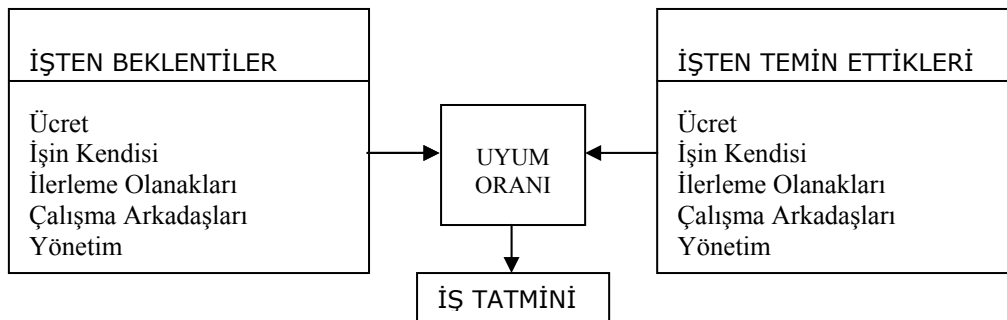 İŞTEN BEKLENTİLER
Ücret
İşin Kendisi
İlerleme Olanakları
Çalışma Arkadaşları
Yönetim
UYUM
ORANI
İŞTEN TEMİN ETTİKLERİ
Ücret
İşin Kendisi
İlerleme Olanakları
Çalışma Arkadaşları
Yönetim
İŞ TATMİNİ